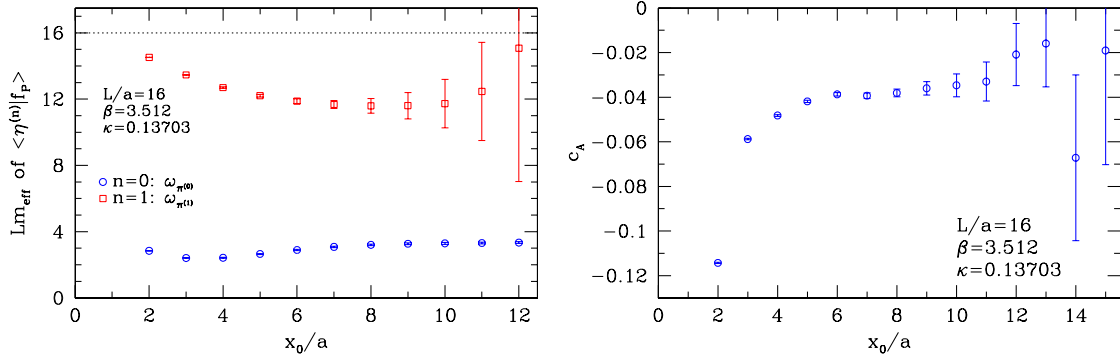 Lm_eff of <η^(n)|f_P>
16
12
8
4
0
L/a=16
β=3.512
κ=0.13703
n=0: ω_π^(0)
n=1: ω_π^(1)
0 2 4 6 8 10 12
x_0/a
c_A
0
−0.02
−0.04
−0.06
−0.08
−0.1
−0.12
L/a=16
β=3.512
κ=0.13703
0 2 4 6 8 10 12 14
x_0/a